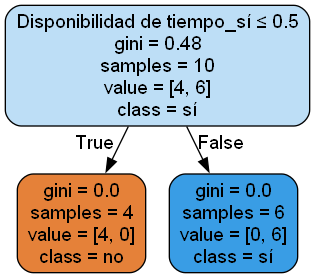 Disponibilidad de tiempo_sí ≤ 0.5
gini = 0.48
samples = 10
value = [4, 6]
class = sí
True
False
gini = 0.0
samples = 4
value = [4, 0]
class = no
gini = 0.0
samples = 6
value = [0, 6]
class = sí